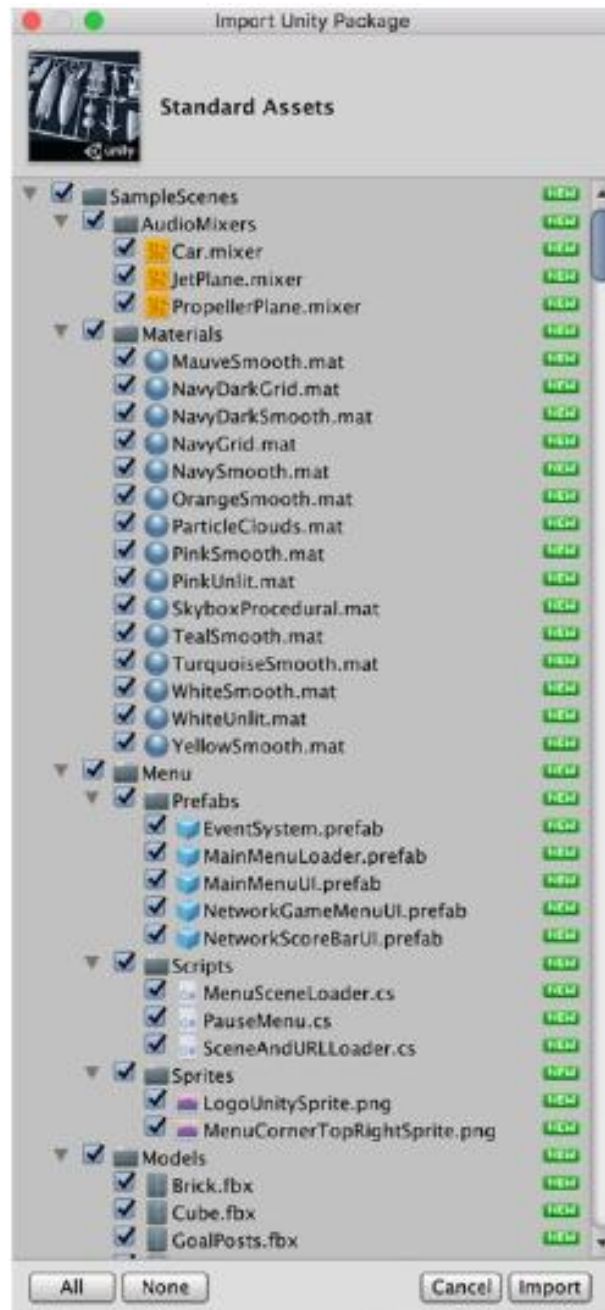 Import Unity Package
unity
Standard Assets
SampleScenes NEW
AudioMixers NEW
Car.mixer NEW
JetPlane.mixer NEW
PropellerPlane.mixer NEW
Materials NEW
MauveSmooth.mat NEW
NavyDarkGrid.mat NEW
NavyDarkSmooth.mat NEW
NavyGrid.mat NEW
NavySmooth.mat NEW
OrangeSmooth.mat NEW
ParticleClouds.mat NEW
PinkSmooth.mat NEW
PinkUnlit.mat NEW
SkyboxProcedural.mat NEW
TealSmooth.mat NEW
TurquoiseSmooth.mat NEW
WhiteSmooth.mat NEW
WhiteUnlit.mat NEW
YellowSmooth.mat NEW
Menu NEW
Prefabs NEW
EventSystem.prefab NEW
MainMenuLoader.prefab NEW
MainMenuUI.prefab NEW
NetworkGameMenuUI.prefab NEW
NetworkScoreBarUI.prefab NEW
Scripts NEW
MenuSceneLoader.cs NEW
PauseMenu.cs NEW
SceneAndURLLoader.cs NEW
Sprites NEW
LogoUnitySprite.png NEW
MenuCornerTopRightSprite.png NEW
Models NEW
Brick.fbx NEW
Cube.fbx NEW
GoalPosts.fbx NEW
All None Cancel Import